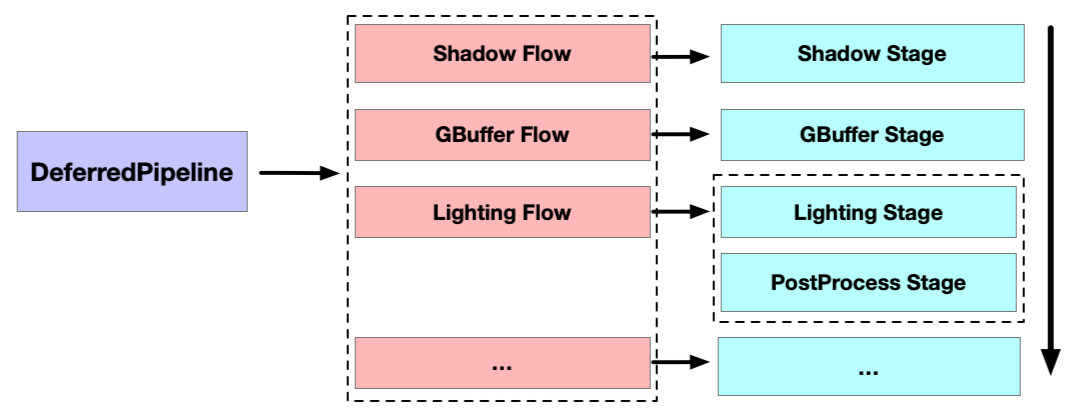 DeferredPipeline
Shadow Flow
Shadow Stage
GBuffer Flow
GBuffer Stage
Lighting Flow
Lighting Stage
PostProcess Stage
...
...